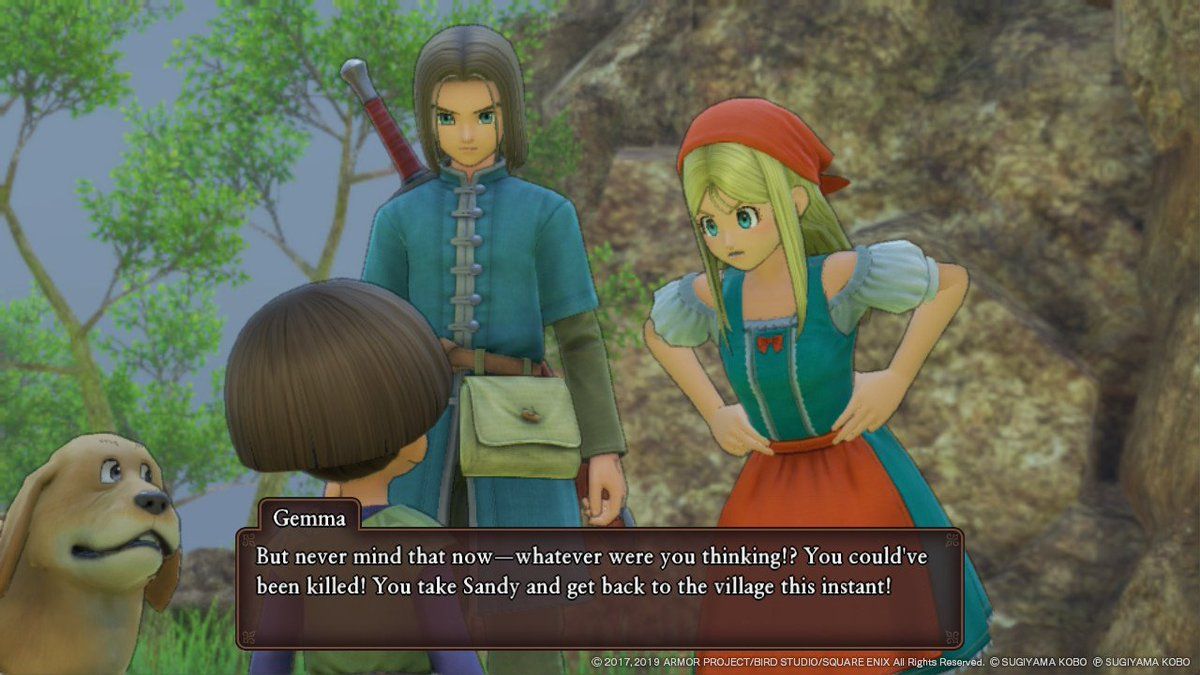 Gemma
But never mind that now—whatever were you thinking!? You could've
been killed! You take Sandy and get back to the village this instant!
© 2017, 2019 ARMOR PROJECT/BIRD STUDIO/SQUARE ENIX All Rights Reserved. © SUGIYAMA KOBO ℗ SUGIYAMA KOBO